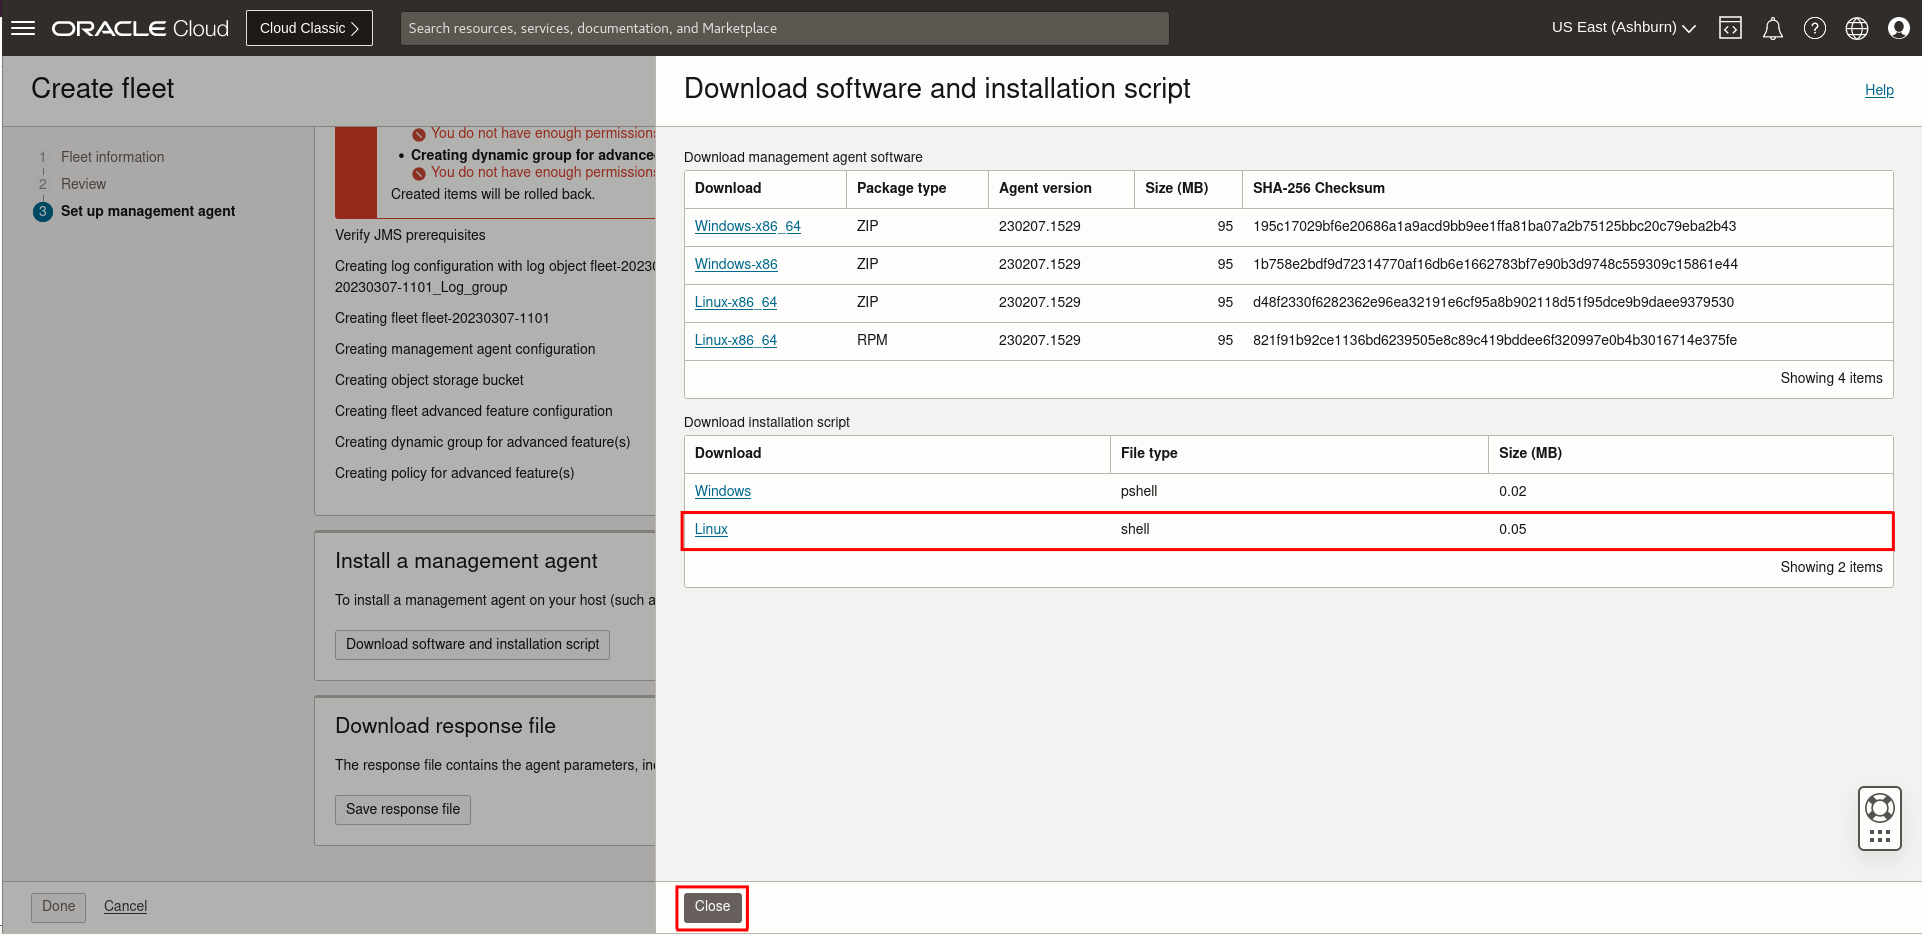 ORACLE Cloud
Cloud Classic
Search resources, services, documentation, and Marketplace
US East (Ashburn)
Create fleet
1 Fleet information
2 Review
3 Set up management agent
You do not have enough permissions
• Creating dynamic group for advance
You do not have enough permissions
Created items will be rolled back.
Verify JMS prerequisites
Creating log configuration with log object fleet-20230
20230307-1101_Log_group
Creating fleet fleet-20230307-1101
Creating management agent configuration
Creating object storage bucket
Creating fleet advanced feature configuration
Creating dynamic group for advanced feature(s)
Creating policy for advanced feature(s)
Install a management agent
To install a management agent on your host (such a
Download software and installation script
Download response file
The response file contains the agent parameters, in
Save response file
Done Cancel
Download software and installation script
Help
Download management agent software
Download Package type Agent version Size (MB) SHA-256 Checksum
Windows-x86_64 ZIP 230207.1529 95 195c17029bf6e20686a1a9acd9bb9ee1ffa81ba07a2b75125bbc20c79eba2b43
Windows-x86 ZIP 230207.1529 95 1b758e2bdf9d72314770af16db6e1662783bf7e90b3d9748c559309c15861e44
Linux-x86_64 ZIP 230207.1529 95 d48f2330f6282362e96ea32191e6cf95a8b902118d51f95dce9b9daee9379530
Linux-x86_64 RPM 230207.1529 95 821f91b92ce1136bd6239505e8c89c419bddee6f320997e0b4b3016714e375fe
Showing 4 items
Download installation script
Download File type Size (MB)
Windows pshell 0.02
Linux shell 0.05
Showing 2 items
Close